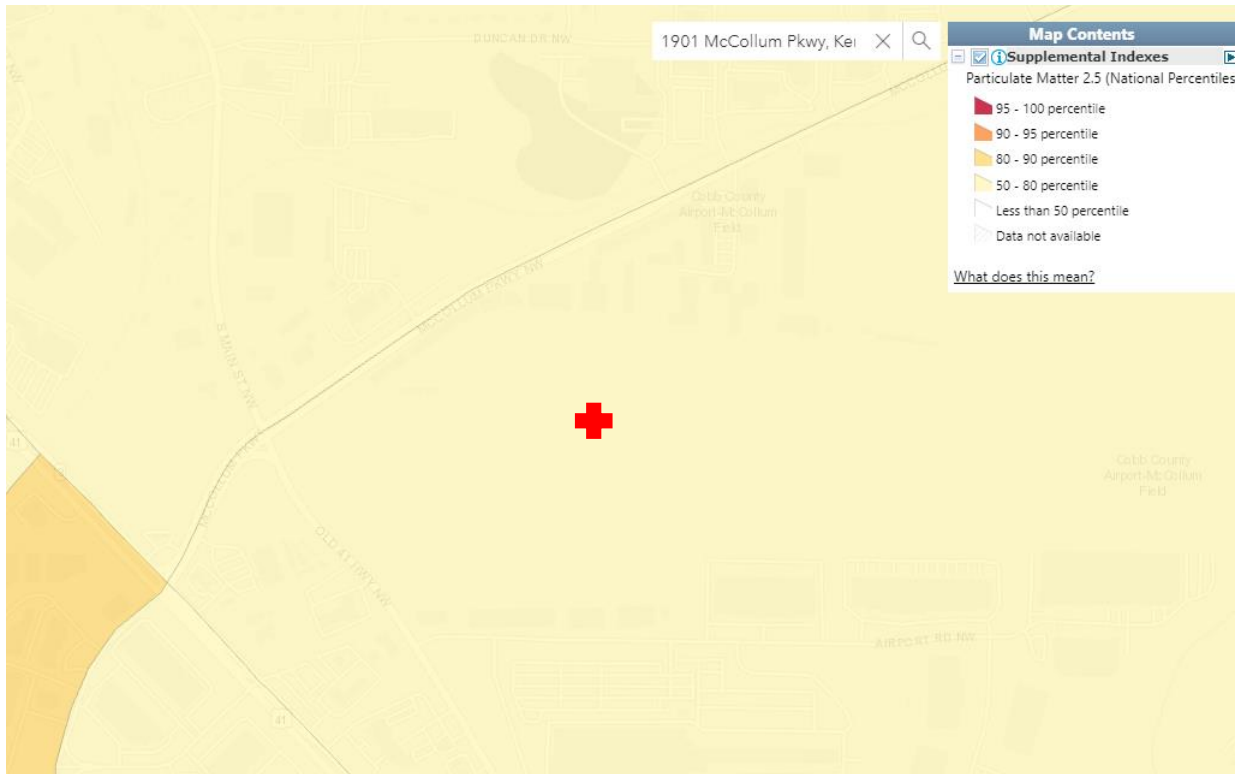 DUNCAN DR NW
1901 McCollum Pkwy, Ke
Map Contents
Supplemental Indexes
Particulate Matter 2.5 (National Percentiles
95 - 100 percentile
90 - 95 percentile
80 - 90 percentile
50 - 80 percentile
Less than 50 percentile
Data not available
What does this mean?
Cobb County
Airport-McCollum
Field
MCCOLLUM PKWY NW
S MAIN ST NW
41
MCCOLLUM PKWY
Cobb County
Airport-McCollum
Field
OLD 41 HWY NW
AIRPORT RD NW
41